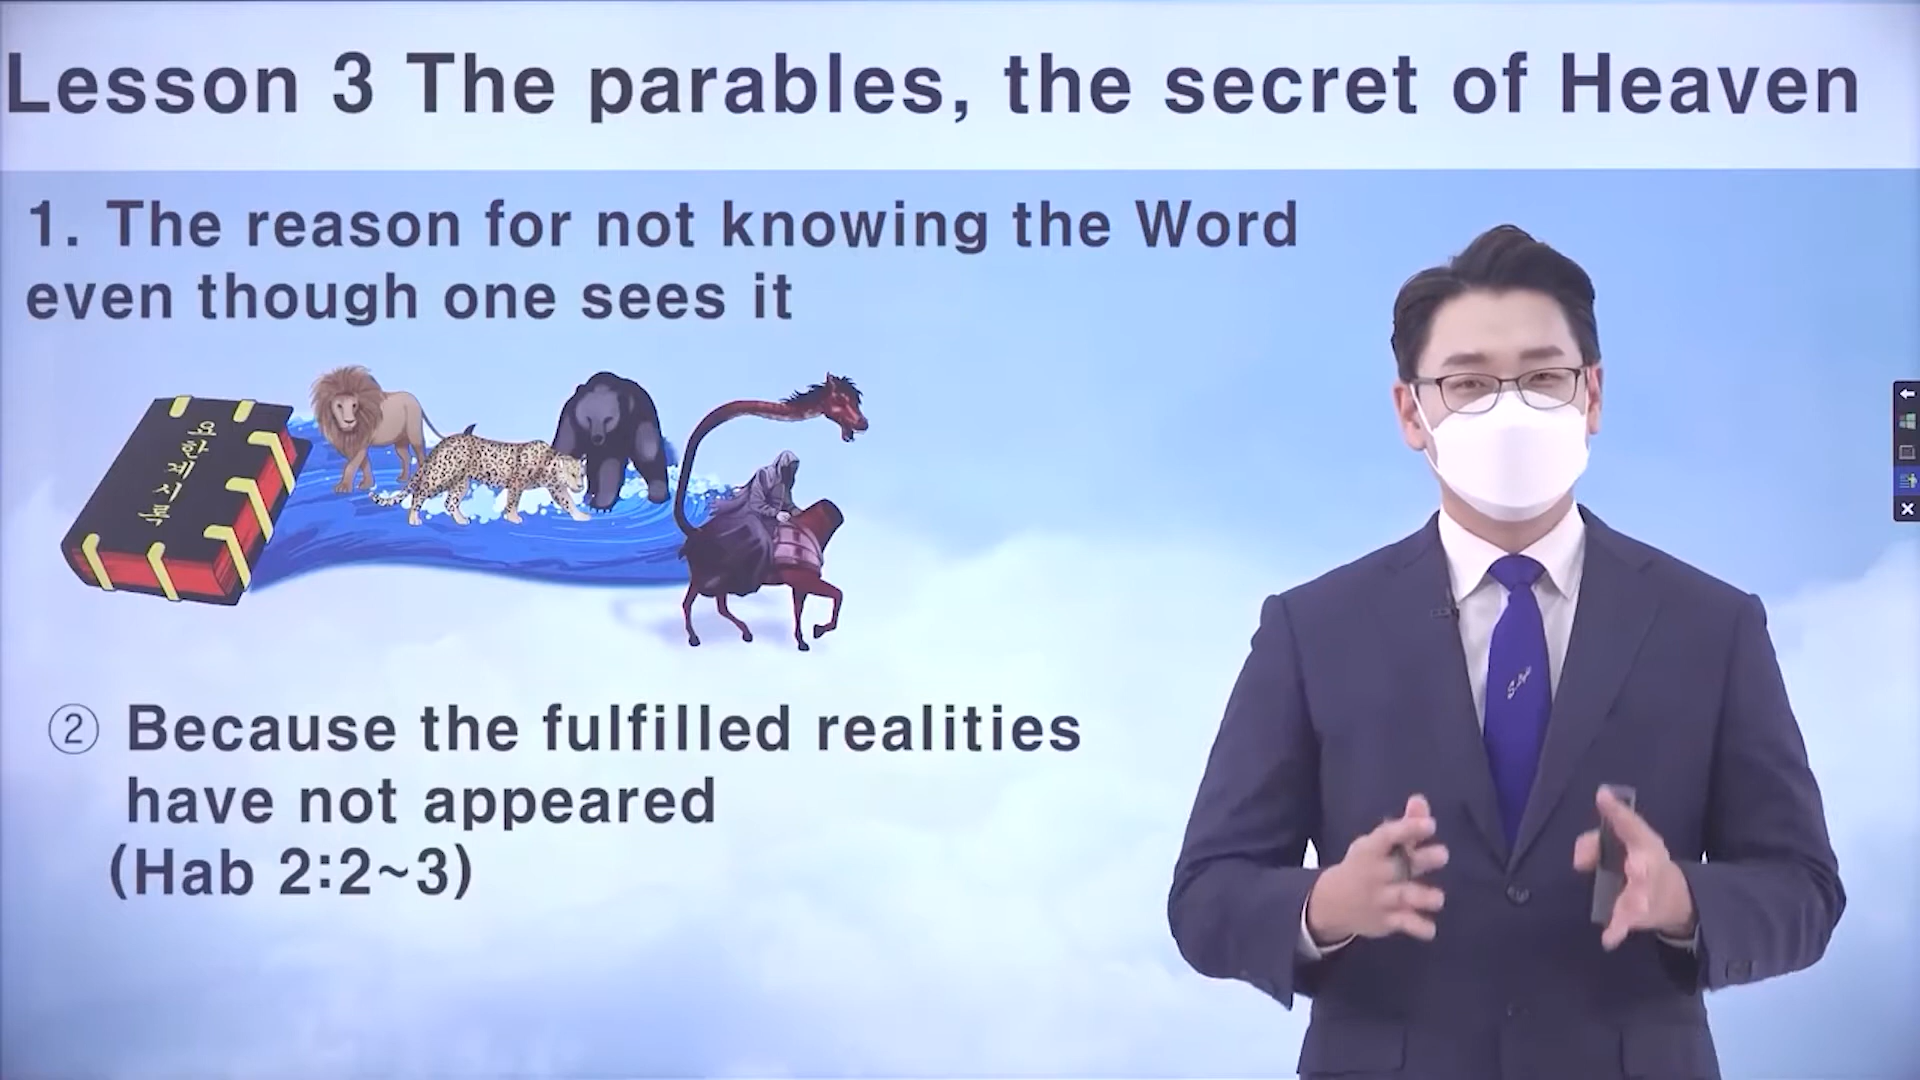 Lesson 3 The parables, the secret of Heaven
1. The reason for not knowing the Word
even though one sees it
요한계시록
② Because the fulfilled realities
have not appeared
(Hab 2:2~3)